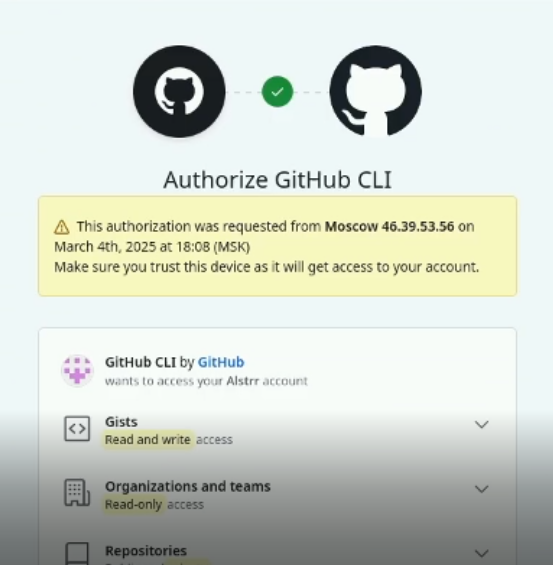 Authorize GitHub CLI
This authorization was requested from Moscow 46.39.53.56 on
March 4th, 2025 at 18:08 (MSK)
Make sure you trust this device as it will get access to your account.
GitHub CLI by GitHub
wants to access your Alstrr account
Gists
Read and write access
Organizations and teams
Read-only access
Repositories